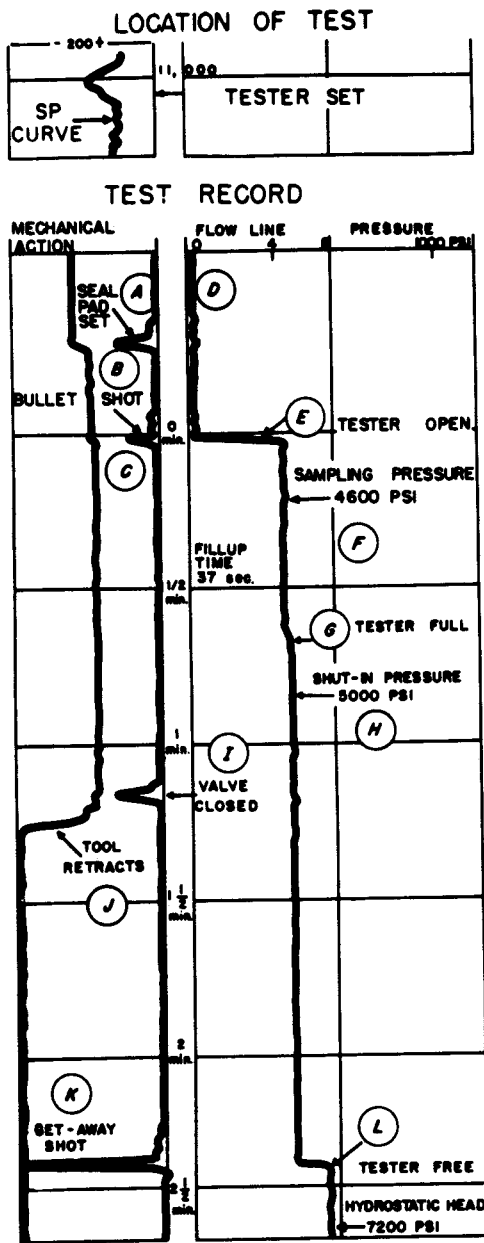 LOCATION OF TEST
- 200+
11,000
SP
CURVE
TESTER SET
TEST RECORD
MECHANICAL
ACTION
FLOW LINE PRESSURE
0 4 8 1000 PSI
A
D
SEAL
PAD
SET
B
BULLET SHOT
0
min.
E
TESTER OPEN.
C
SAMPLING PRESSURE
4600 PSI
F
FILLUP
TIME
37 sec.
1/2
min.
G
TESTER FULL
SHUT-IN PRESSURE
5000 PSI
H
1
min.
I
VALVE
CLOSED
TOOL
RETRACTS
J
1 1/2
min.
2
min.
K
GET-AWAY
SHOT
L
TESTER FREE
2 1/2
min.
HYDROSTATIC HEAD
7200 PSI